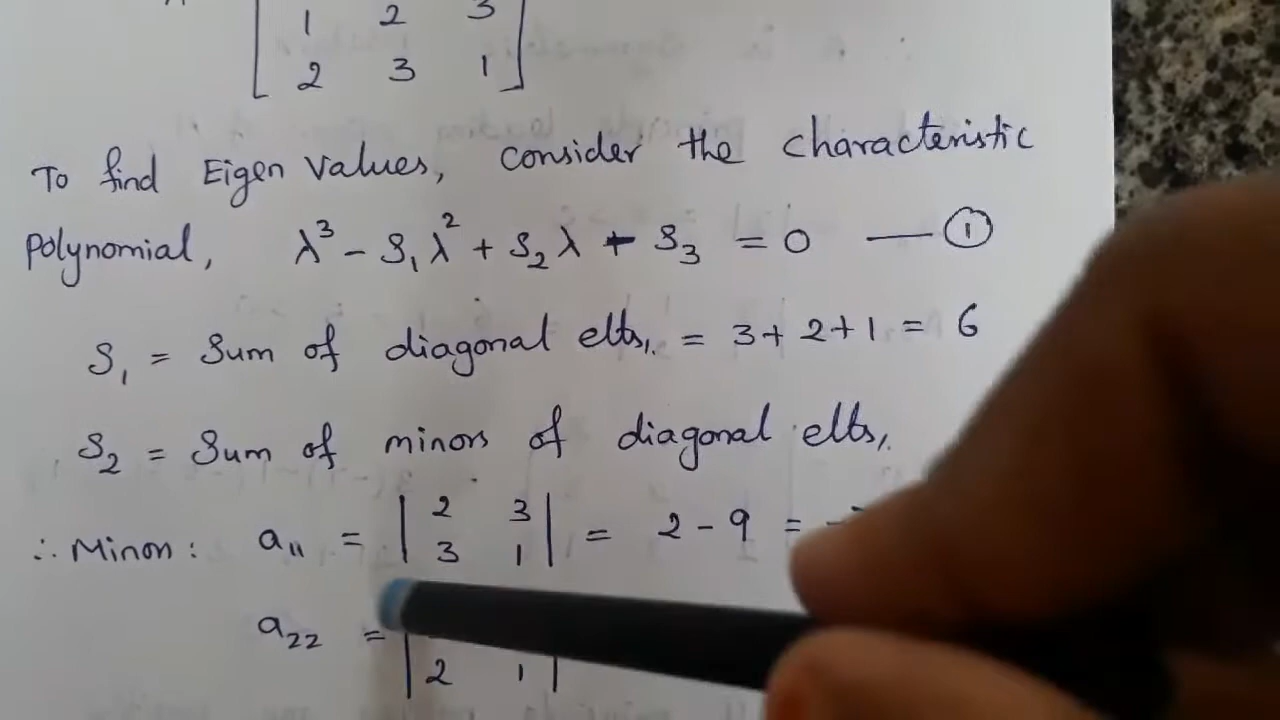 1 2 3
2 3 1
To find Eigen values, consider the characteristic
polynomial, λ³ - S₁λ² + S₂λ - S₃ = 0 — ①
S₁ = Sum of diagonal elts, = 3+2+1 = 6
S₂ = Sum of minors of diagonal elts,
∴ Minor: a₁₁ = | 2 3 | = 2 - 9 =
| 3 1 |
a₂₂ =
| 2 1 |